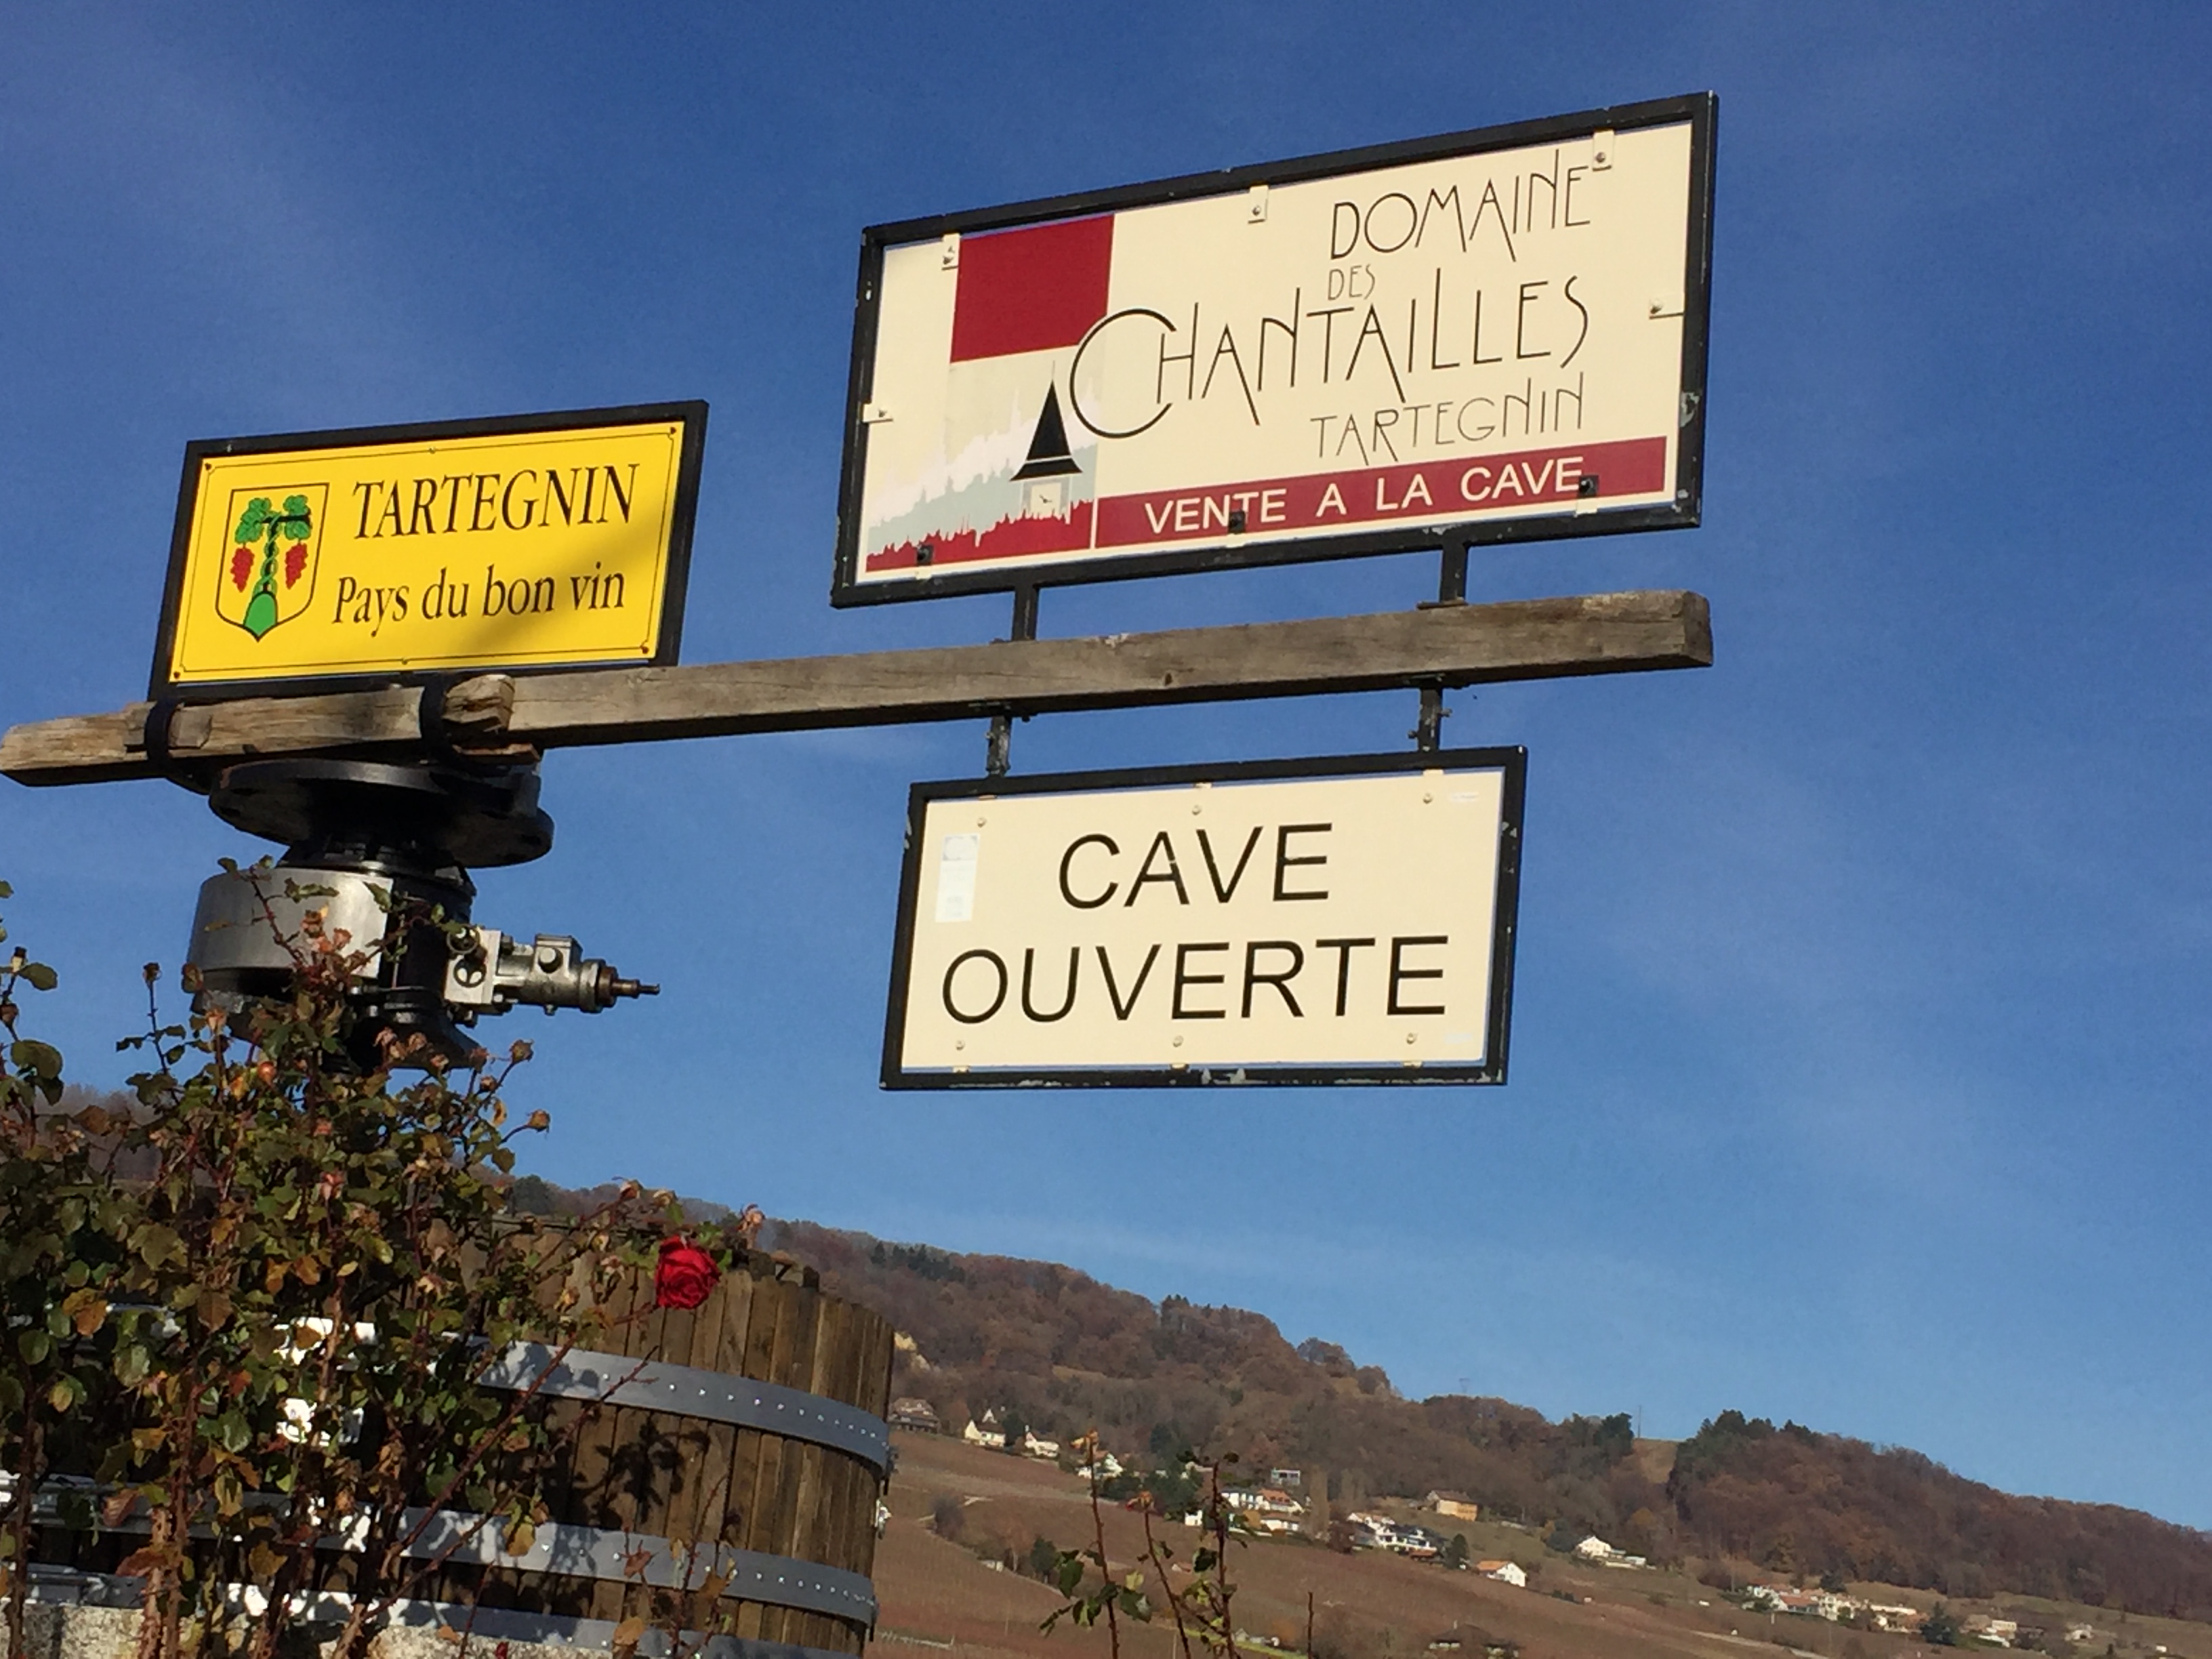 TARTEGNIN
Pays du bon vin
DOMAINE
DES
CHANTAILLES
TARTEGNIN
VENTE A LA CAVE
CAVE
OUVERTE